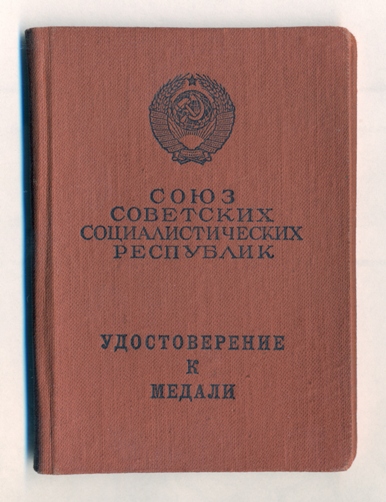 СОЮЗ
СОВЕТСКИХ
СОЦИАЛИСТИЧЕСКИХ
РЕСПУБЛИК
УДОСТОВЕРЕНИЕ
К
МЕДАЛИ